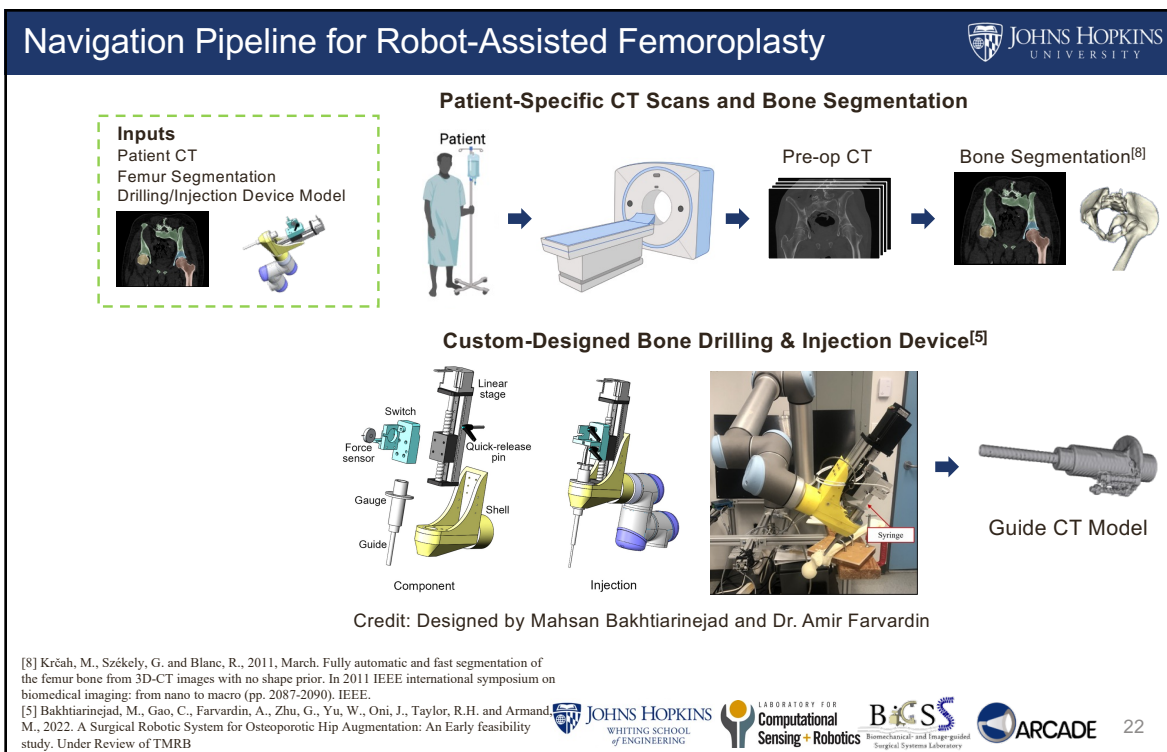 Navigation Pipeline for Robot-Assisted Femoroplasty
JOHNS HOPKINS
UNIVERSITY
Patient-Specific CT Scans and Bone Segmentation
Inputs
Patient CT
Femur Segmentation
Drilling/Injection Device Model
Patient
Pre-op CT
Bone Segmentation[8]
Custom-Designed Bone Drilling & Injection Device[5]
Linear
stage
Switch
Force
sensor
Quick-release
pin
Gauge
Shell
Guide
Component
Injection
Syringe
Guide CT Model
Credit: Designed by Mahsan Bakhtiarinejad and Dr. Amir Farvardin
[8] Krčah, M., Székely, G. and Blanc, R., 2011, March. Fully automatic and fast segmentation of
the femur bone from 3D-CT images with no shape prior. In 2011 IEEE international symposium on
biomedical imaging: from nano to macro (pp. 2087-2090). IEEE.
[5] Bakhtiarinejad, M., Gao, C., Farvardin, A., Zhu, G., Yu, W., Oni, J., Taylor, R.H. and Armand,
M., 2022. A Surgical Robotic System for Osteoporotic Hip Augmentation: An Early feasibility
study. Under Review of TMRB
JOHNS HOPKINS
WHITING SCHOOL
of ENGINEERING
LABORATORY FOR
Computational
Sensing + Robotics
BiGSS
Biomechanical- and Image-guided
Surgical Systems Laboratory
ARCADE
22